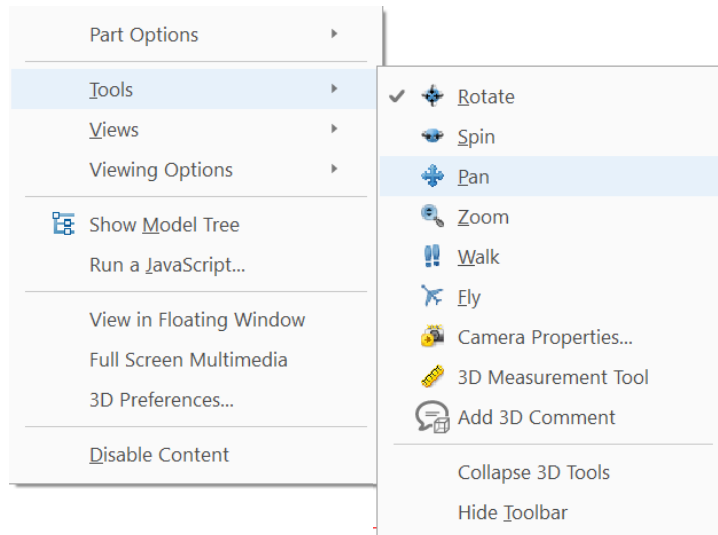 Part Options
Tools
Views
Viewing Options
Show Model Tree
Run a JavaScript...
View in Floating Window
Full Screen Multimedia
3D Preferences...
Disable Content
Rotate
Spin
Pan
Zoom
Walk
Fly
Camera Properties...
3D Measurement Tool
Add 3D Comment
Collapse 3D Tools
Hide Toolbar